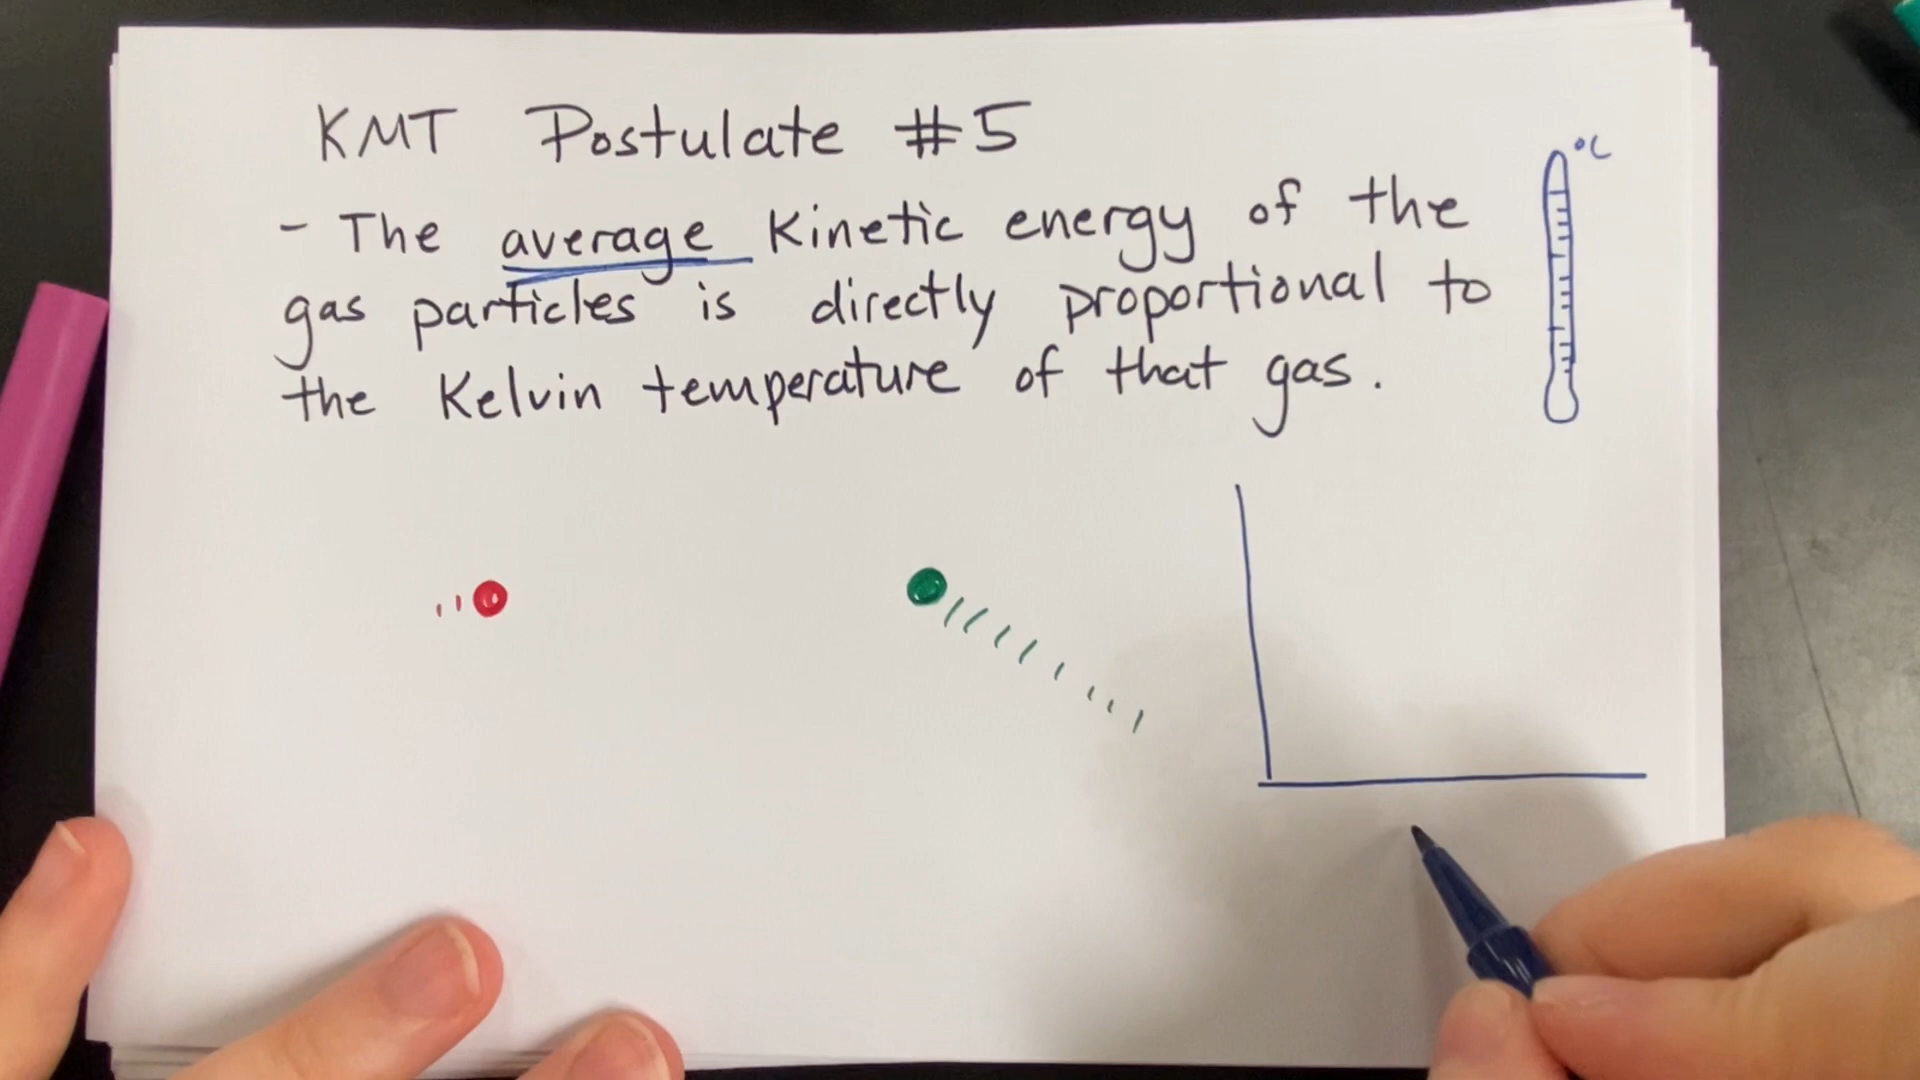 KMT Postulate #5
- The average kinetic energy of the
gas particles is directly proportional to
the Kelvin temperature of that gas.
°C